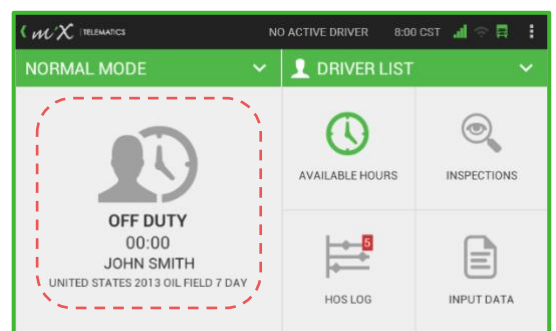 mi'X TELEMATICS
NO ACTIVE DRIVER 8:00 CST
NORMAL MODE
DRIVER LIST
OFF DUTY
00:00
JOHN SMITH
UNITED STATES 2013 OIL FIELD 7 DAY
AVAILABLE HOURS
INSPECTIONS
5
HOS LOG
INPUT DATA